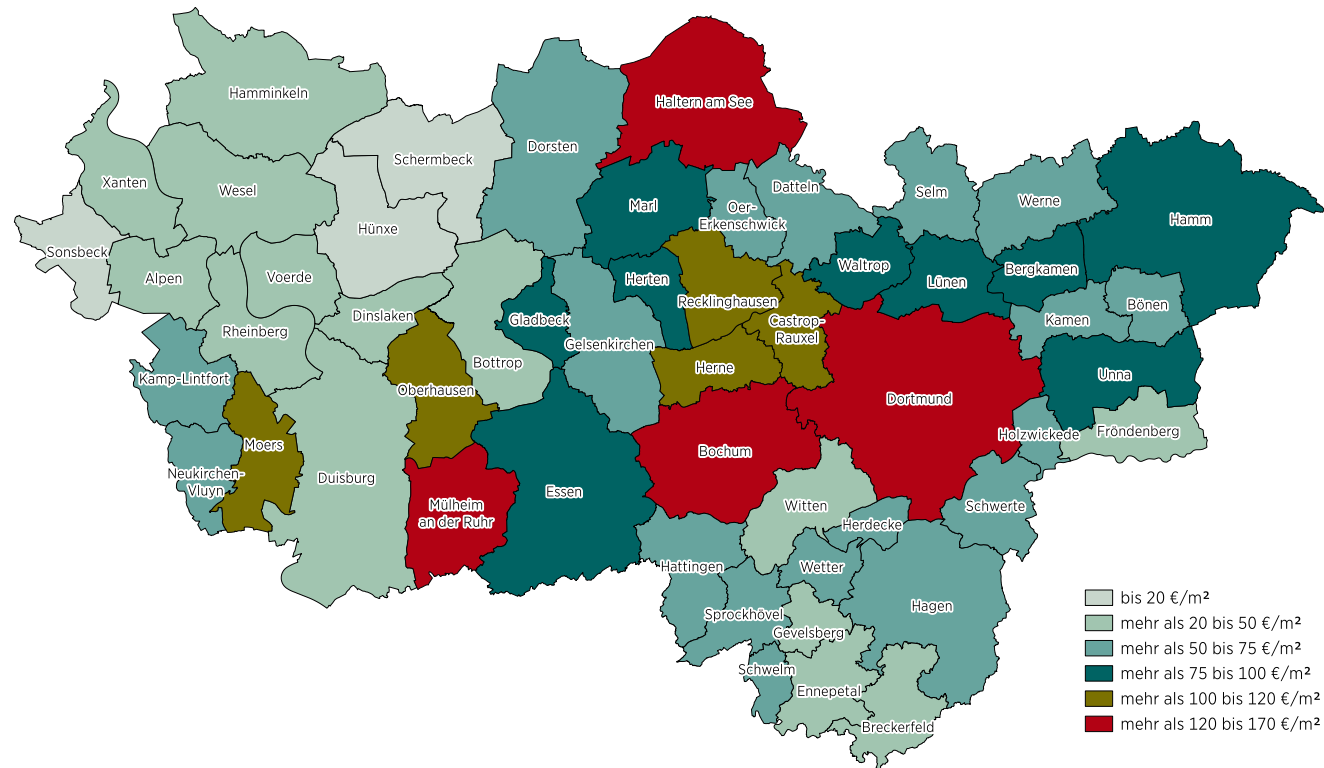 Hamminkeln
Haltern am See
Dorsten
Schermbeck
Xanten
Wesel
Marl
Datteln
Oer-
Erkenschwick
Selm
Werne
Hamm
Hünxe
Sonsbeck
Alpen
Voerde
Herten
Waltrop
Lünen
Bergkamen
Recklinghausen
Bönen
Rheinberg
Dinslaken
Gladbeck
Gelsenkirchen
Castrop-
Rauxel
Kamen
Kamp-Lintfort
Oberhausen
Bottrop
Herne
Dortmund
Unna
Moers
Holzwickede
Fröndenberg
Neukirchen-
Vluyn
Duisburg
Bochum
Mülheim
an der Ruhr
Essen
Witten
Herdecke
Schwerte
Hattingen
Wetter
Sprockhövel
Gevelsberg
Hagen
Schwelm
Ennepetal
Breckerfeld
bis 20 €/m²
mehr als 20 bis 50 €/m²
mehr als 50 bis 75 €/m²
mehr als 75 bis 100 €/m²
mehr als 100 bis 120 €/m²
mehr als 120 bis 170 €/m²